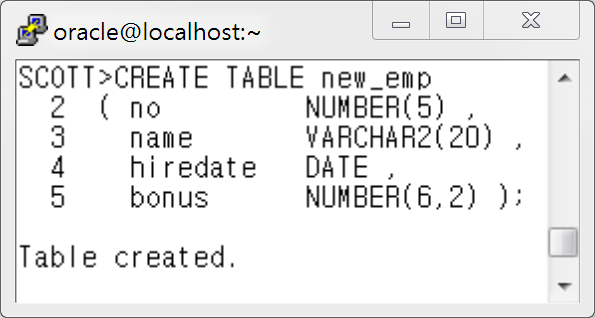 oracle@localhost:~
SCOTT>CREATE TABLE new_emp
  2  ( no         NUMBER(5) ,
  3    name       VARCHAR2(20) ,
  4    hiredate   DATE ,
  5    bonus      NUMBER(6,2) );
Table created.